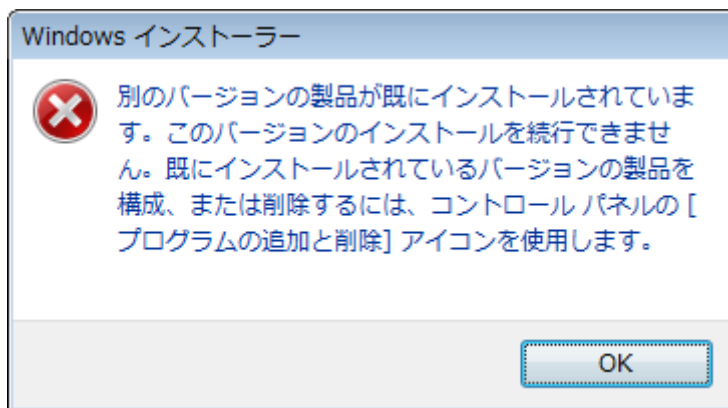 Windows インストーラー
別のバージョンの製品が既にインストールされていま
す。このバージョンのインストールを続行できませ
ん。既にインストールされているバージョンの製品を
構成、または削除するには、コントロール パネルの [
プログラムの追加と削除] アイコンを使用します。
OK